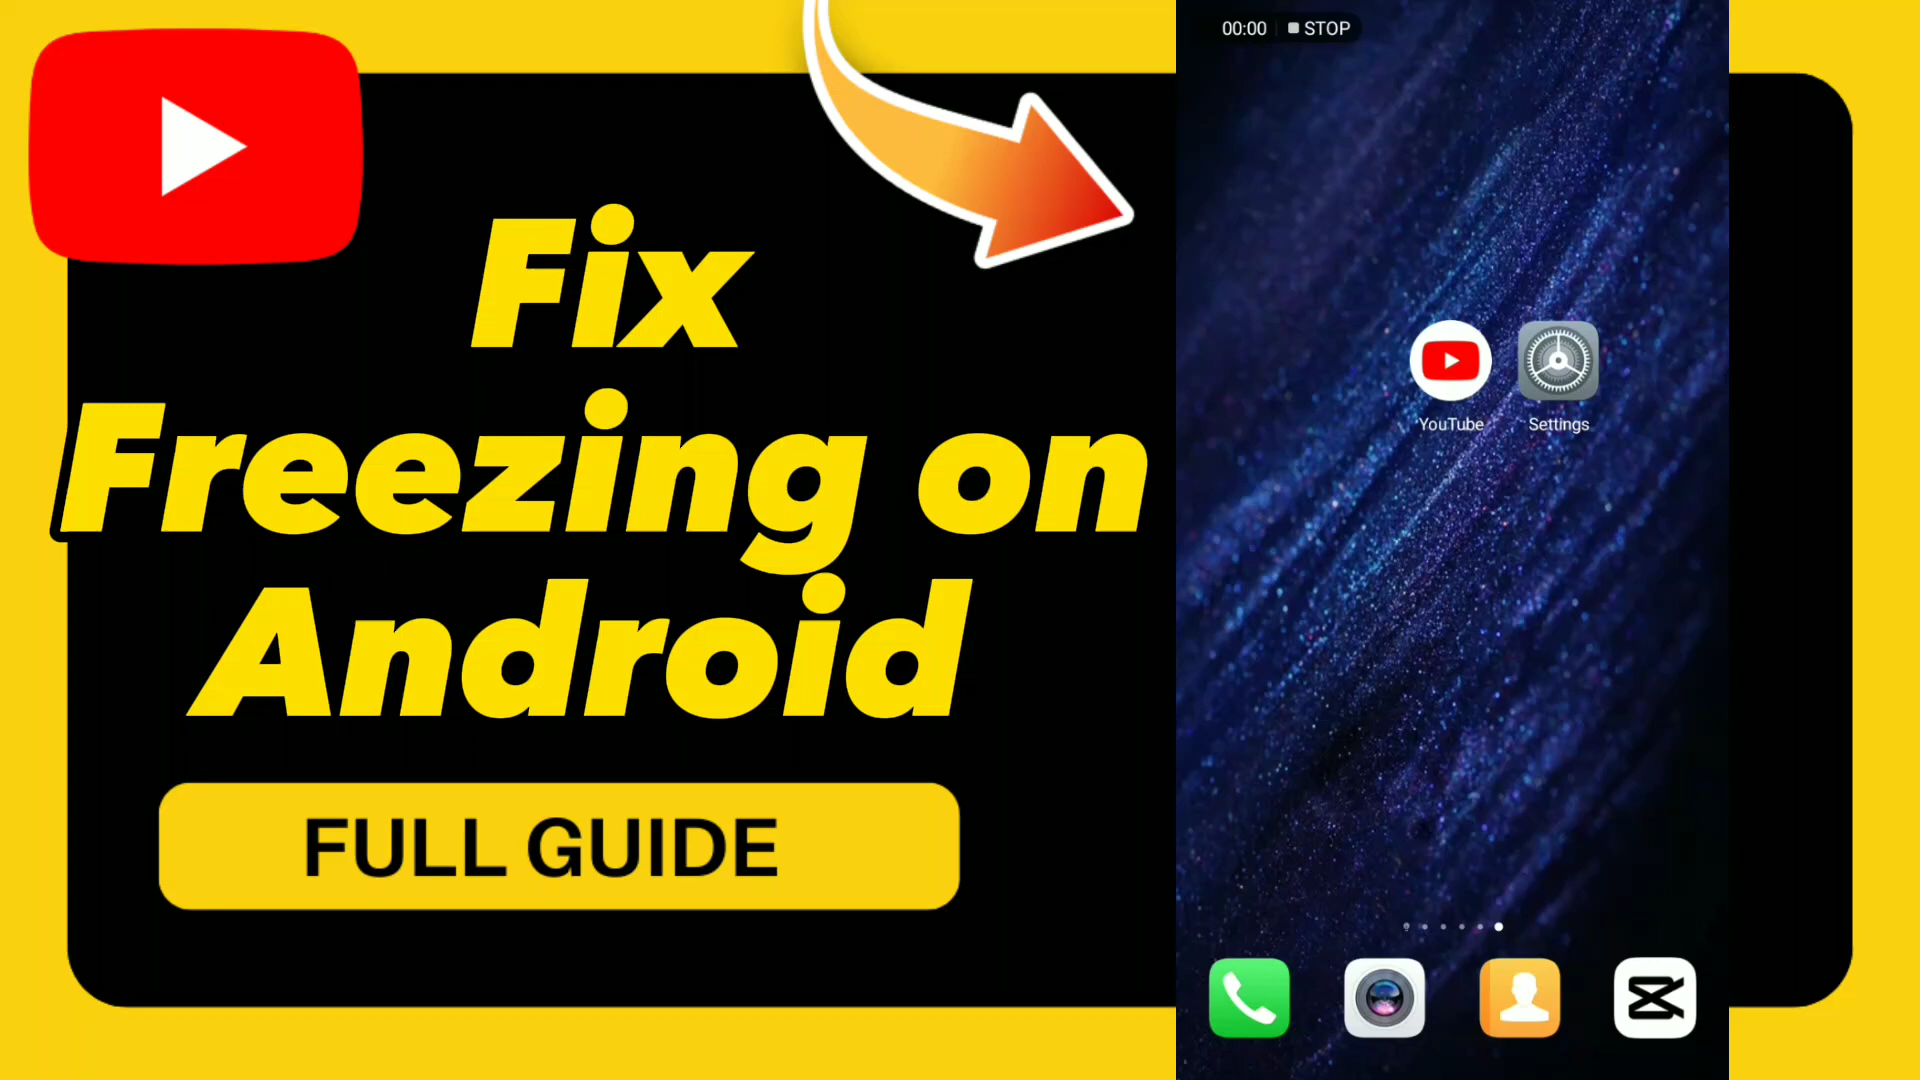 Fix
Freezing on
Android
FULL GUIDE
00:00 STOP
YouTube Settings